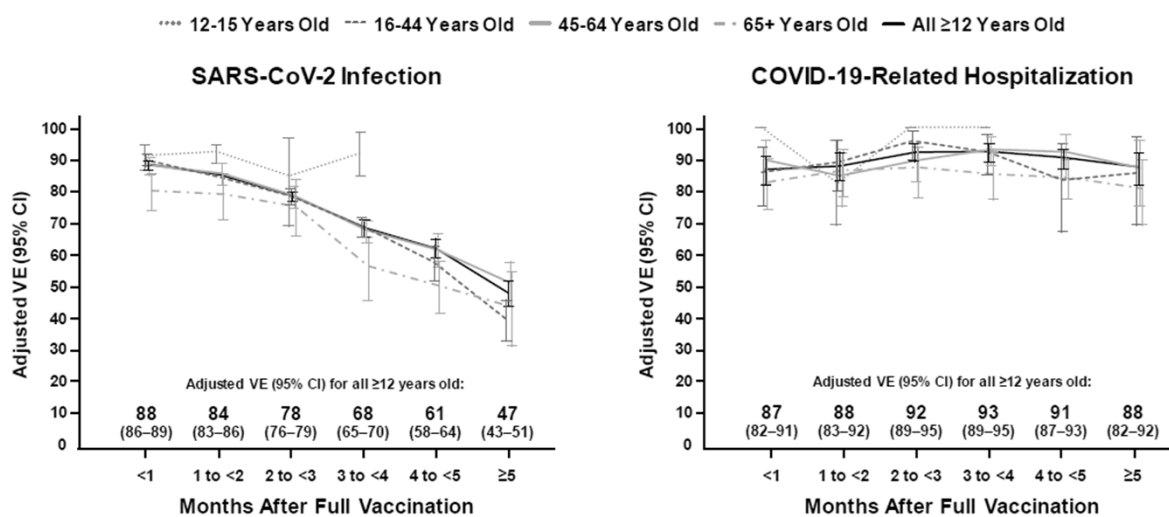 12-15 Years Old 16-44 Years Old 45-64 Years Old 65+ Years Old All ≥12 Years Old
SARS-CoV-2 Infection
Adjusted VE (95% CI)
100
90
80
70
60
50
40
30
20
10
0
Adjusted VE (95% CI) for all ≥12 years old:
88 84 78 68 61 47
(86–89) (83–86) (76–79) (65–70) (58–64) (43–51)
<1 1 to <2 2 to <3 3 to <4 4 to <5 ≥5
Months After Full Vaccination
COVID-19-Related Hospitalization
Adjusted VE (95% CI)
100
90
80
70
60
50
40
30
20
10
0
Adjusted VE (95% CI) for all ≥12 years old:
87 88 92 93 91 88
(82–91) (83–92) (89–95) (89–95) (87–93) (82–92)
<1 1 to <2 2 to <3 3 to <4 4 to <5 ≥5
Months After Full Vaccination